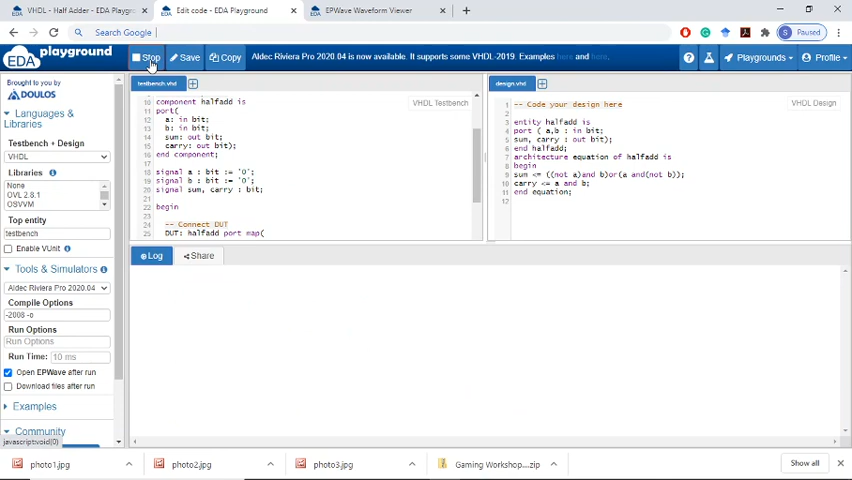 VHDL - Half Adder - EDA Playgro
Edit code - EDA Playground
EPWave Waveform Viewer
Search Google
Paused
EDA playground
Stop
Save
Copy
Aldec Riviera Pro 2020.04 is now available. It supports some VHDL-2019. Examples here and here.
Playgrounds
Profile
Brought to you by
DOULOS
Languages &
Libraries
Testbench + Design
VHDL
Libraries
None
OVL 2.8.1
OSVVM
Top entity
testbench
Enable VUnit
Tools & Simulators
Aldec Riviera Pro 2020.04
Compile Options
-2008 -o
Run Options
Run Options
Run Time: 10 ms
Open EPWave after run
Download files after run
Examples
Community
javascript:void(0)
testbench.vhd
VHDL Testbench
10 component halfadd is
11 port(
12 a: in bit;
13 b: in bit;
14 sum: out bit;
15 carry: out bit);
16 end component;
17
18 signal a : bit := '0';
19 signal b : bit := '0';
20 signal sum, carry : bit;
21
22 begin
23
24 -- Connect DUT
25 DUT: halfadd port map(
design.vhd
VHDL Design
1 -- Code your design here
2
3 entity halfadd is
4 port ( a,b : in bit;
5 sum, carry : out bit);
6 end halfadd;
7 architecture equation of halfadd is
8 begin
9 sum <= ((not a)and b)or(a and(not b));
10 carry <= a and b;
11 end equation;
12
Log
Share
photo1.jpg
photo2.jpg
photo3.jpg
Gaming Workshop....zip
Show all